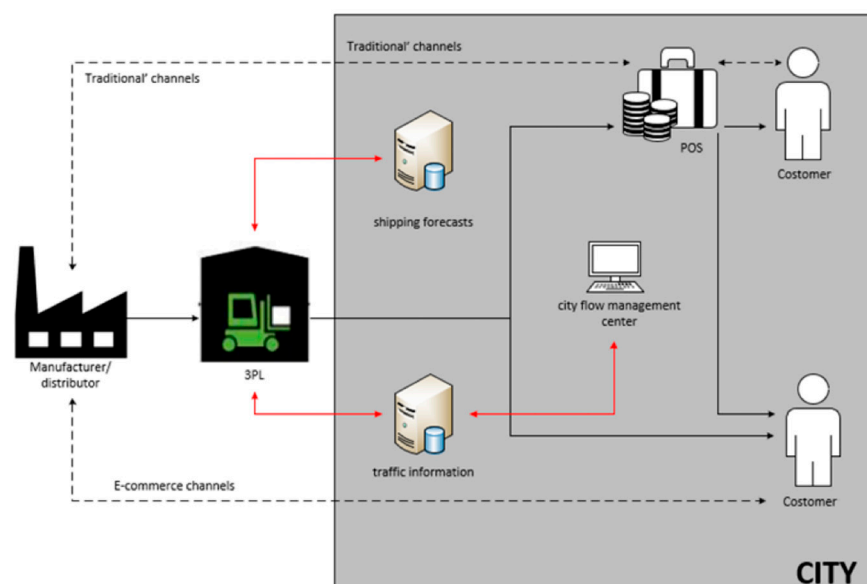 Traditional' channels
Traditional' channels
POS
Costomer
shipping forecasts
city flow management
center
Manufacturer/
distributor
3PL
traffic information
E-commerce channels
Costomer
CITY